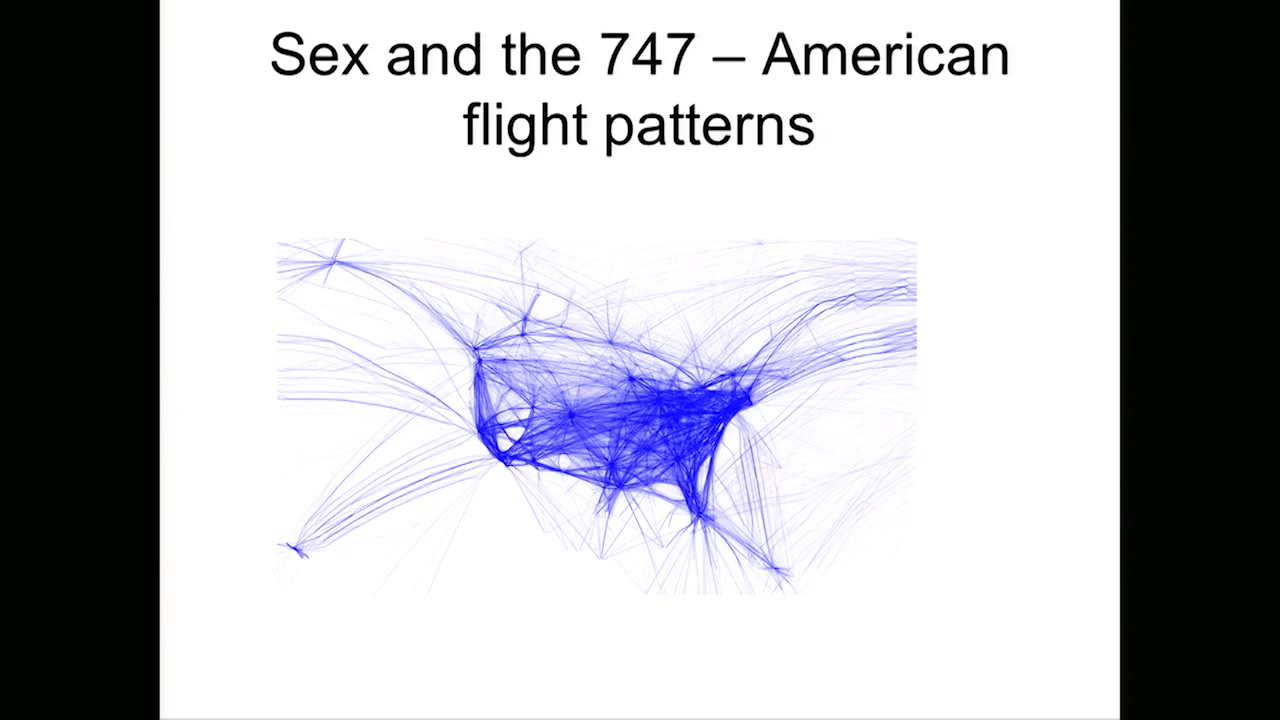 Sex and the 747 – American
flight patterns